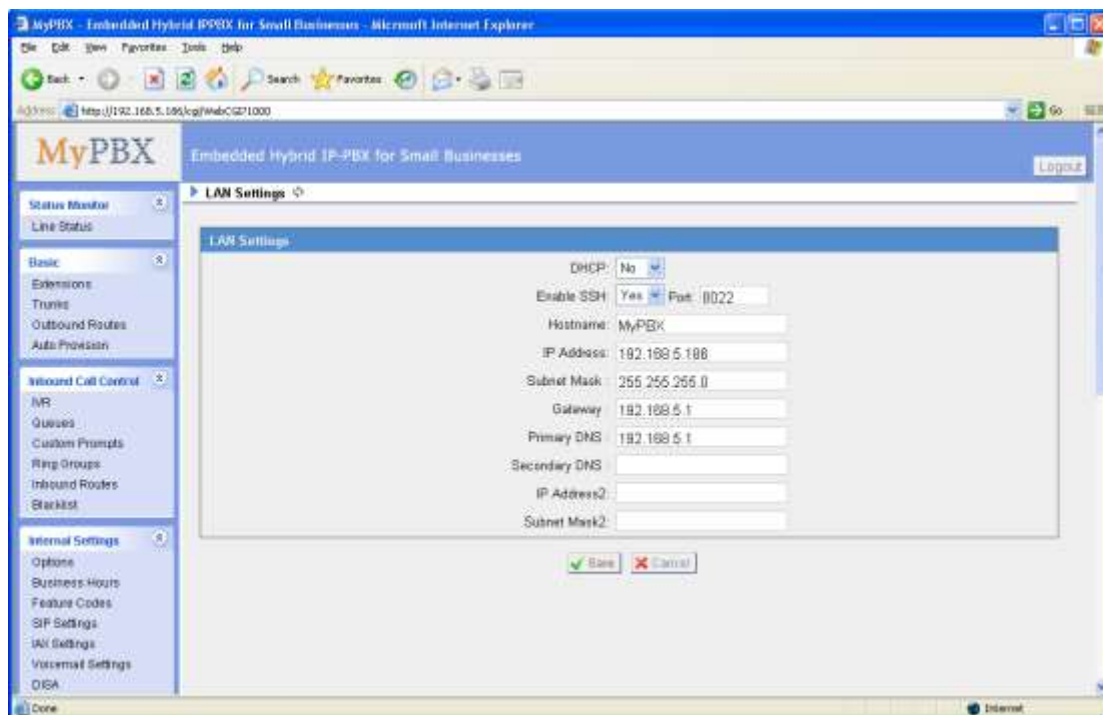 MyPBX - Embedded Hybrid IPPBX for Small Businesses - Microsoft Internet Explorer
File Edit View Favorites Tools Help
Back Search Favorites
Address http://192.168.5.186/cgi/WebCGI?1000 Go
MyPBX
Embedded Hybrid IP-PBX for Small Businesses
Logout
LAN Settings
Status Monitor
Line Status
Basic
Extensions
Trunks
Outbound Routes
Auto Provision
Inbound Call Control
IVR
Queues
Custom Prompts
Ring Groups
Inbound Routes
Blacklist
Internal Settings
Options
Business Hours
Feature Codes
SIP Settings
IAX Settings
Voicemail Settings
DISA
LAN Settings
DHCP: No
Enable SSH: Yes Port: 8022
Hostname: MyPBX
IP Address: 192.168.5.186
Subnet Mask : 255.255.255.0
Gateway : 192.168.5.1
Primary DNS : 192.168.5.1
Secondary DNS :
IP Address2:
Subnet Mask2:
Save Cancel
Done Internet